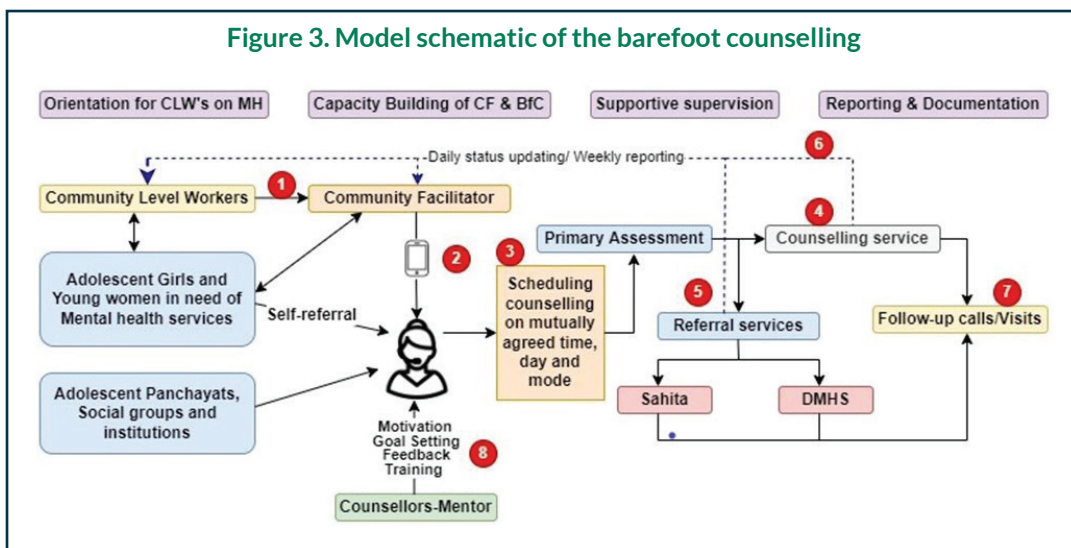 Figure 3. Model schematic of the barefoot counselling
Orientation for CLW's on MH
Capacity Building of CF & BfC
Supportive supervision
Reporting & Documentation
6
Daily status updating/ Weekly reporting
1
Community Level Workers
Community Facilitator
4
Primary Assessment
Counselling service
2
3
Adolescent Girls and
Young women in need of
Mental health services
Self-referral
Scheduling
counselling
on mutually
agreed time,
day and
mode
5
7
Referral services
Follow-up calls/Visits
Adolescent Panchayats,
Social groups and
institutions
Sahita
DMHS
Motivation
Goal Setting
Feedback
Training
8
Counsellors-Mentor